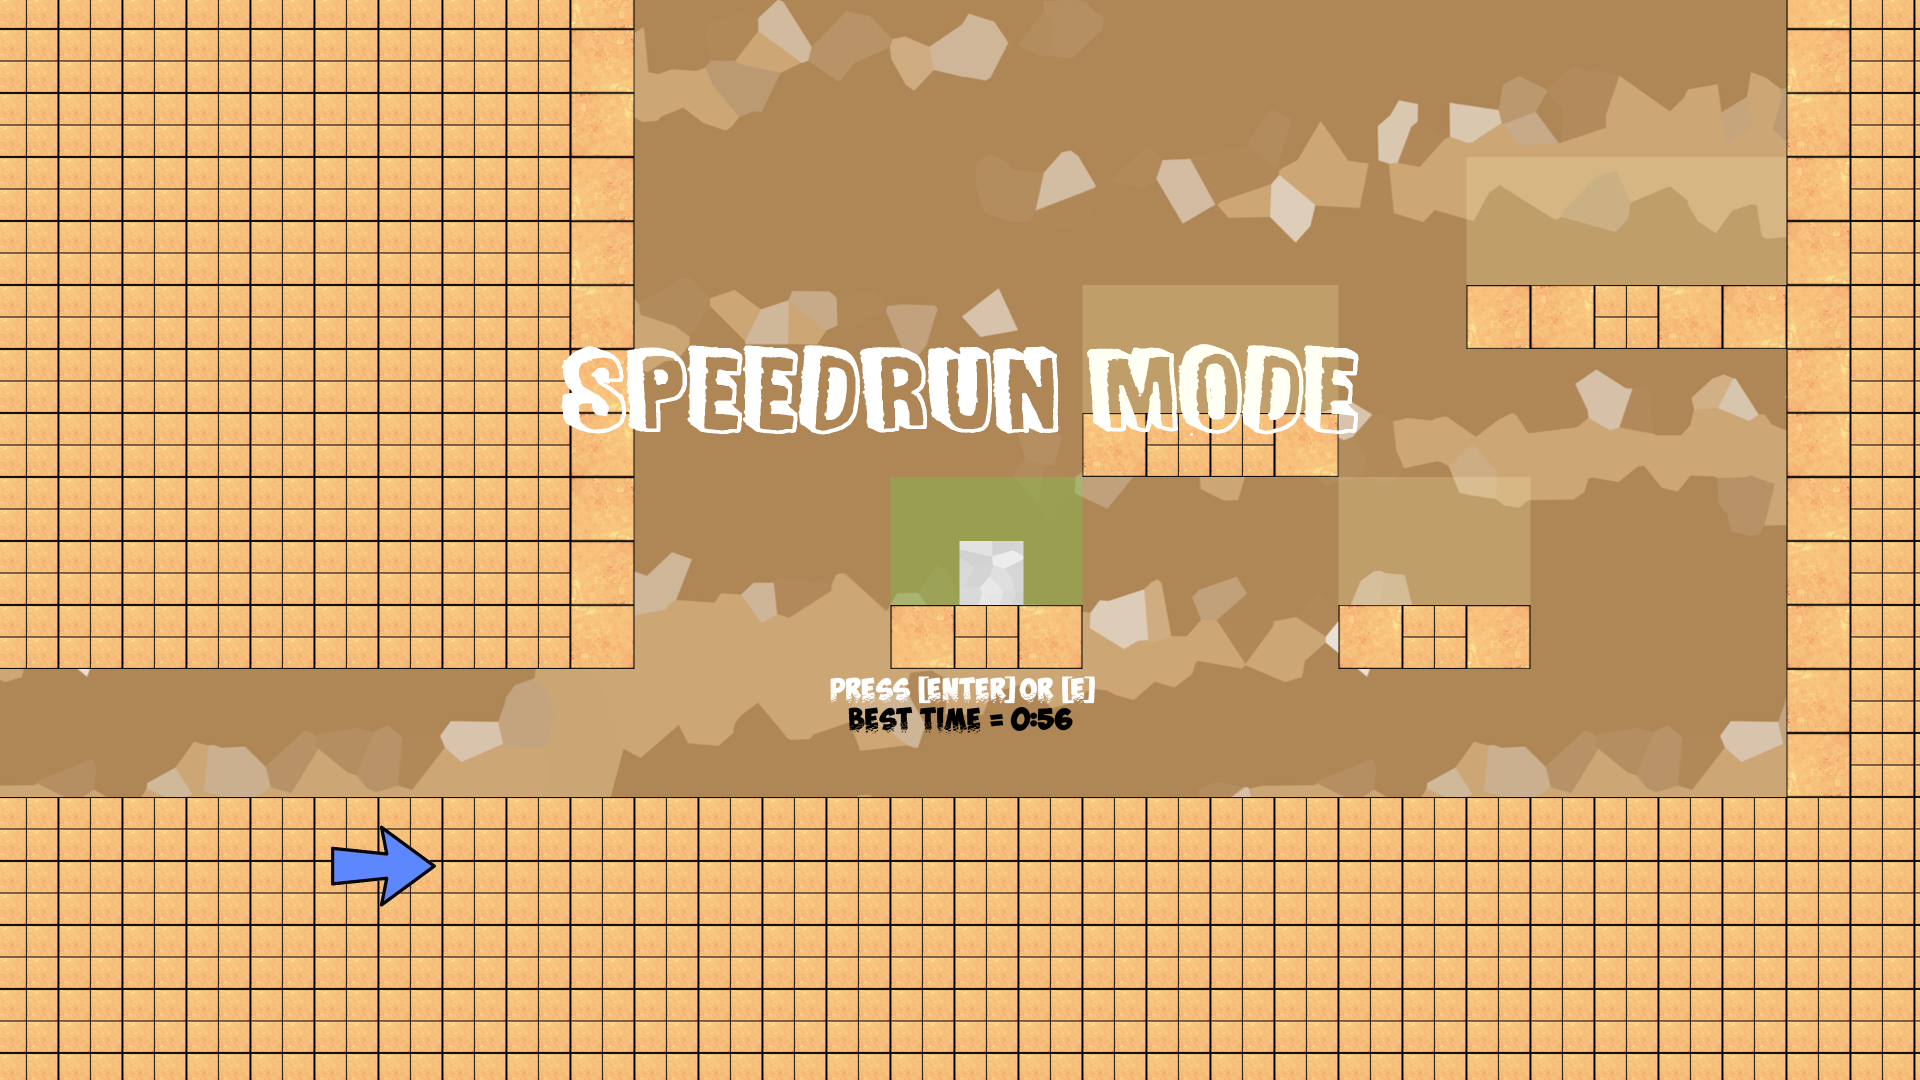 SPEEDRUN MODE
PRESS [ENTER] OR [E]
BEST TIME = 0:56